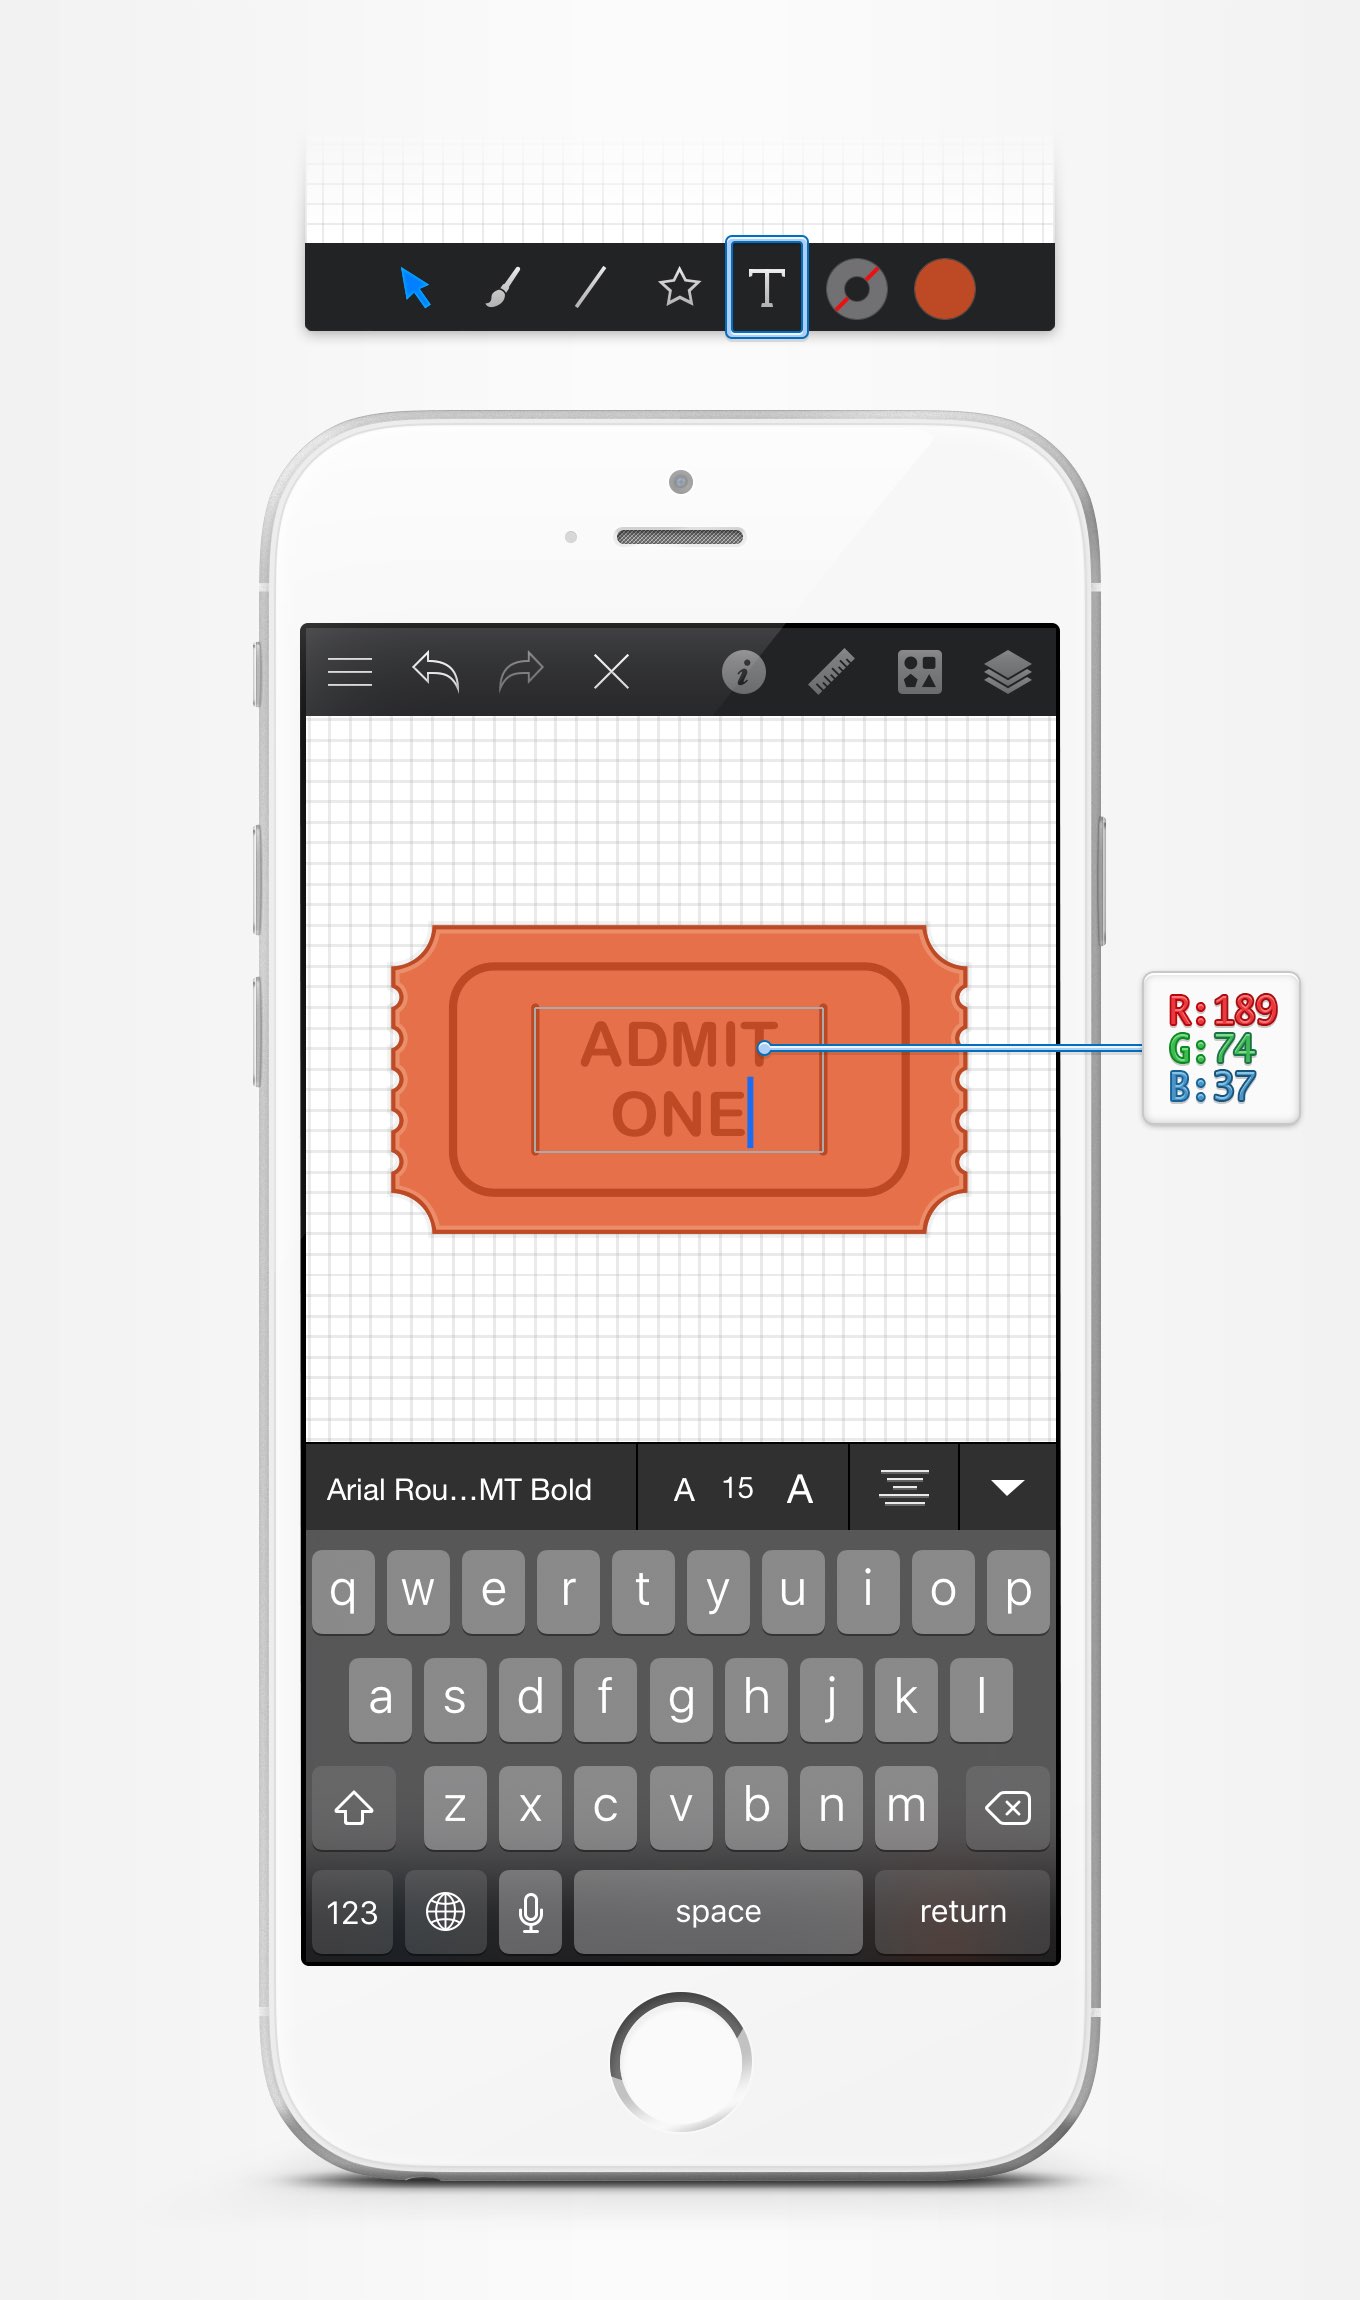 T
i
ADMIT
ONE
R:189
G:74
B:37
Arial Rou...MT Bold A 15 A
q w e r t y u i o p
a s d f g h j k l
z x c v b n m
123 space return